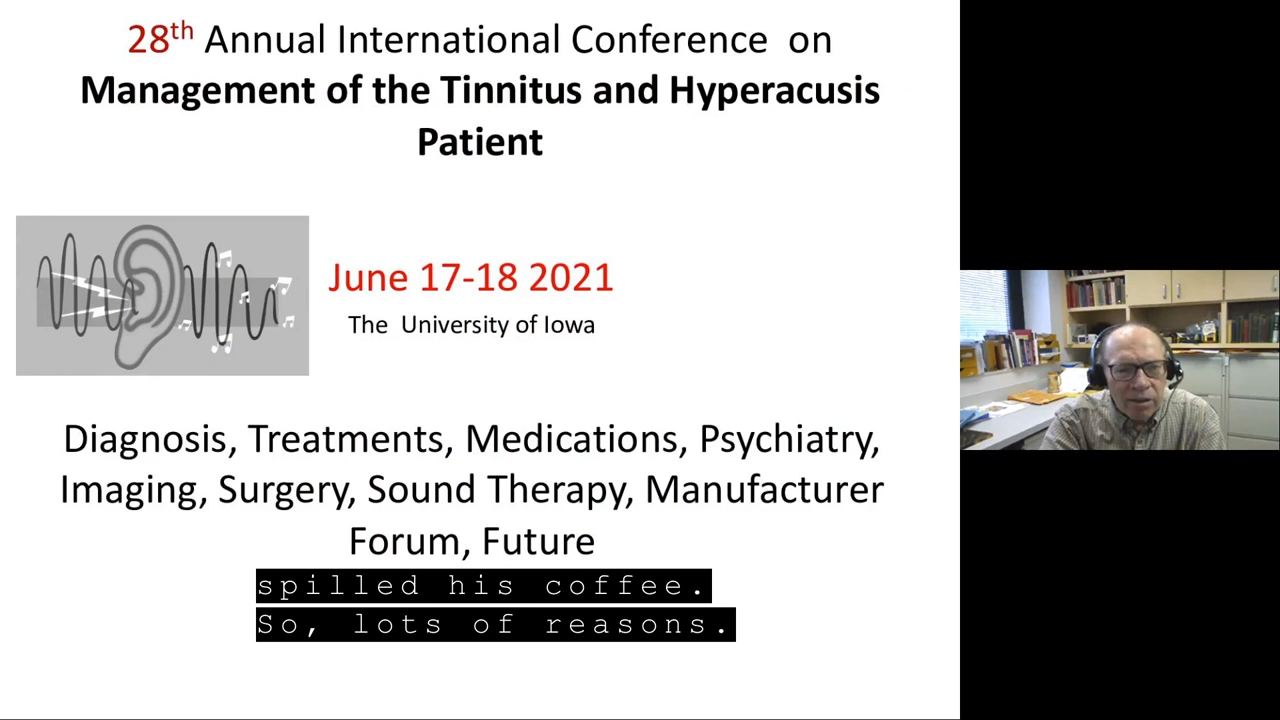 28th Annual International Conference on
Management of the Tinnitus and Hyperacusis
Patient
June 17-18 2021
The University of Iowa
Diagnosis, Treatments, Medications, Psychiatry,
Imaging, Surgery, Sound Therapy, Manufacturer
Forum, Future
spilled his coffee.
So, lots of reasons.